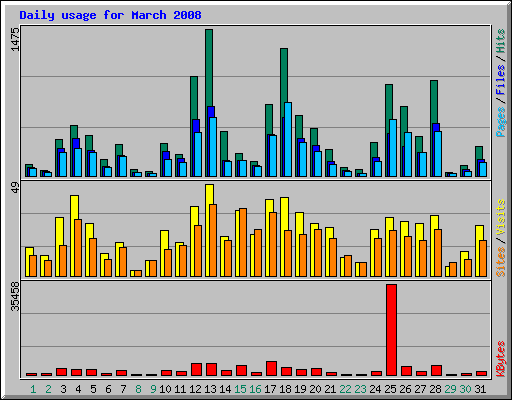 Daily usage for March 2008
1475
Pages / Files / Hits
49
Sites / Visits
35458
KBytes
1 2 3 4 5 6 7 8 9 10 11 12 13 14 15 16 17 18 19 20 21 22 23 24 25 26 27 28 29 30 31